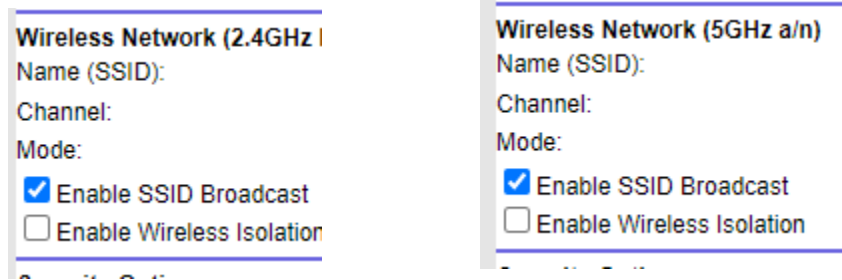 Wireless Network (2.4GHz
Name (SSID):
Channel:
Mode:
Enable SSID Broadcast
Enable Wireless Isolation
Wireless Network (5GHz a/n)
Name (SSID):
Channel:
Mode:
Enable SSID Broadcast
Enable Wireless Isolation